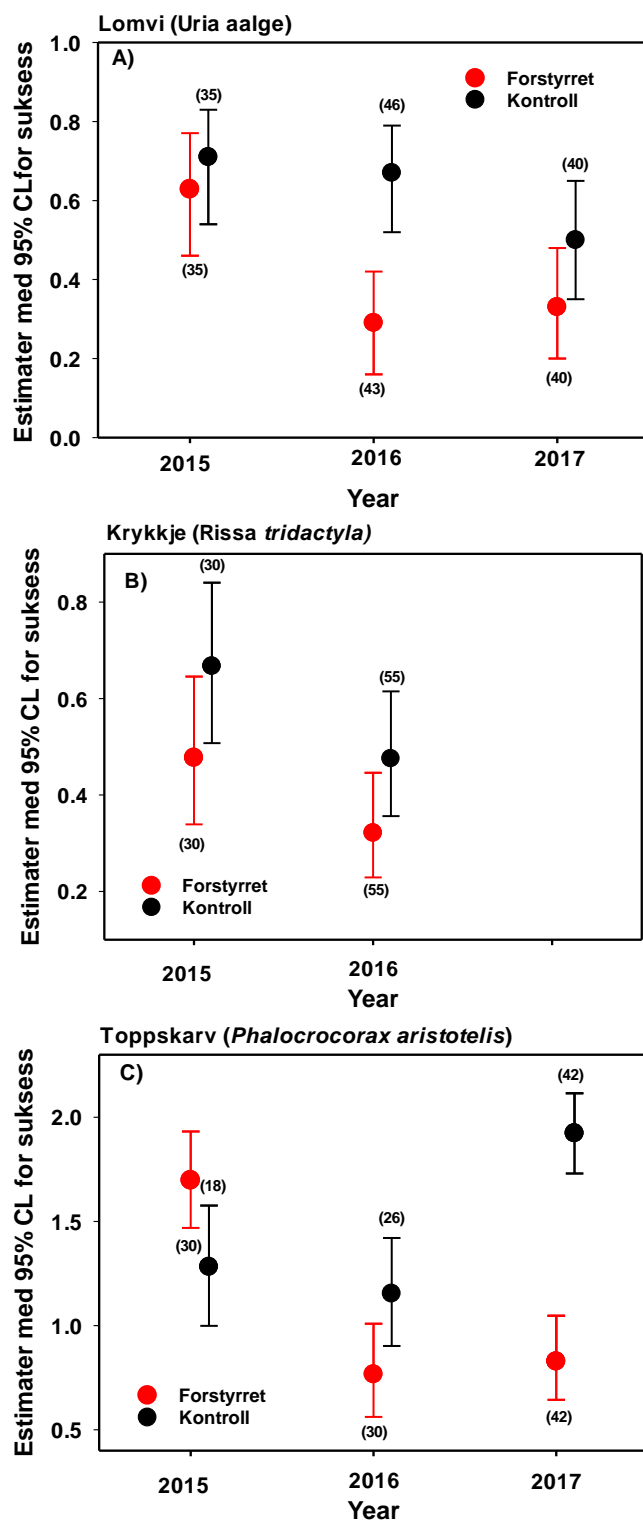 Lomvi (Uria aalge)
A)
Estimater med 95% CLfor suksess
1.0
0.8
0.6
0.4
0.2
0.0
Forstyrret
Kontroll
(35)
(46)
(40)
(35)
(43)
(40)
2015 2016 2017
Year
Krykkje (Rissa tridactyla)
B)
Estimater med 95% CL for suksess
0.8
0.6
0.4
0.2
(30)
(55)
(30)
(55)
Forstyrret
Kontroll
2015 2016
Year
Toppskarv (Phalocrocorax aristotelis)
C)
Estimater med 95% CL for suksess
2.0
1.5
1.0
0.5
(42)
(18)
(30)
(26)
(30)
(42)
Forstyrret
Kontroll
2015 2016 2017
Year